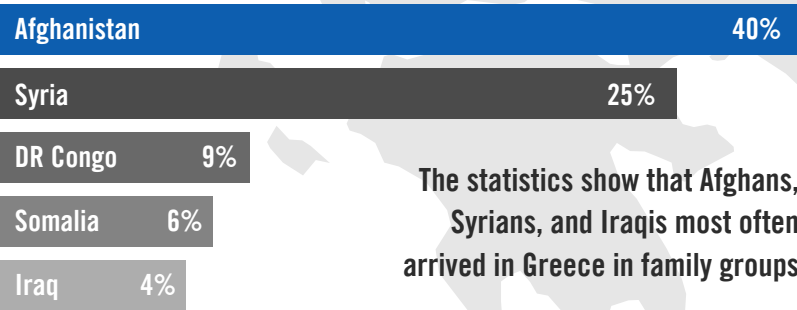 Afghanistan 40%
Syria 25%
DR Congo 9%
Somalia 6%
Iraq 4%
The statistics show that Afghans,
Syrians, and Iraqis most often
arrived in Greece in family groups